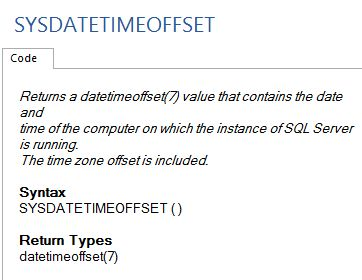 SYSDATETIMEOFFSET
Code
Returns a datetimeoffset(7) value that contains the date
and
time of the computer on which the instance of SQL Server
is running.
The time zone offset is included.
Syntax
SYSDATETIMEOFFSET ( )
Return Types
datetimeoffset(7)